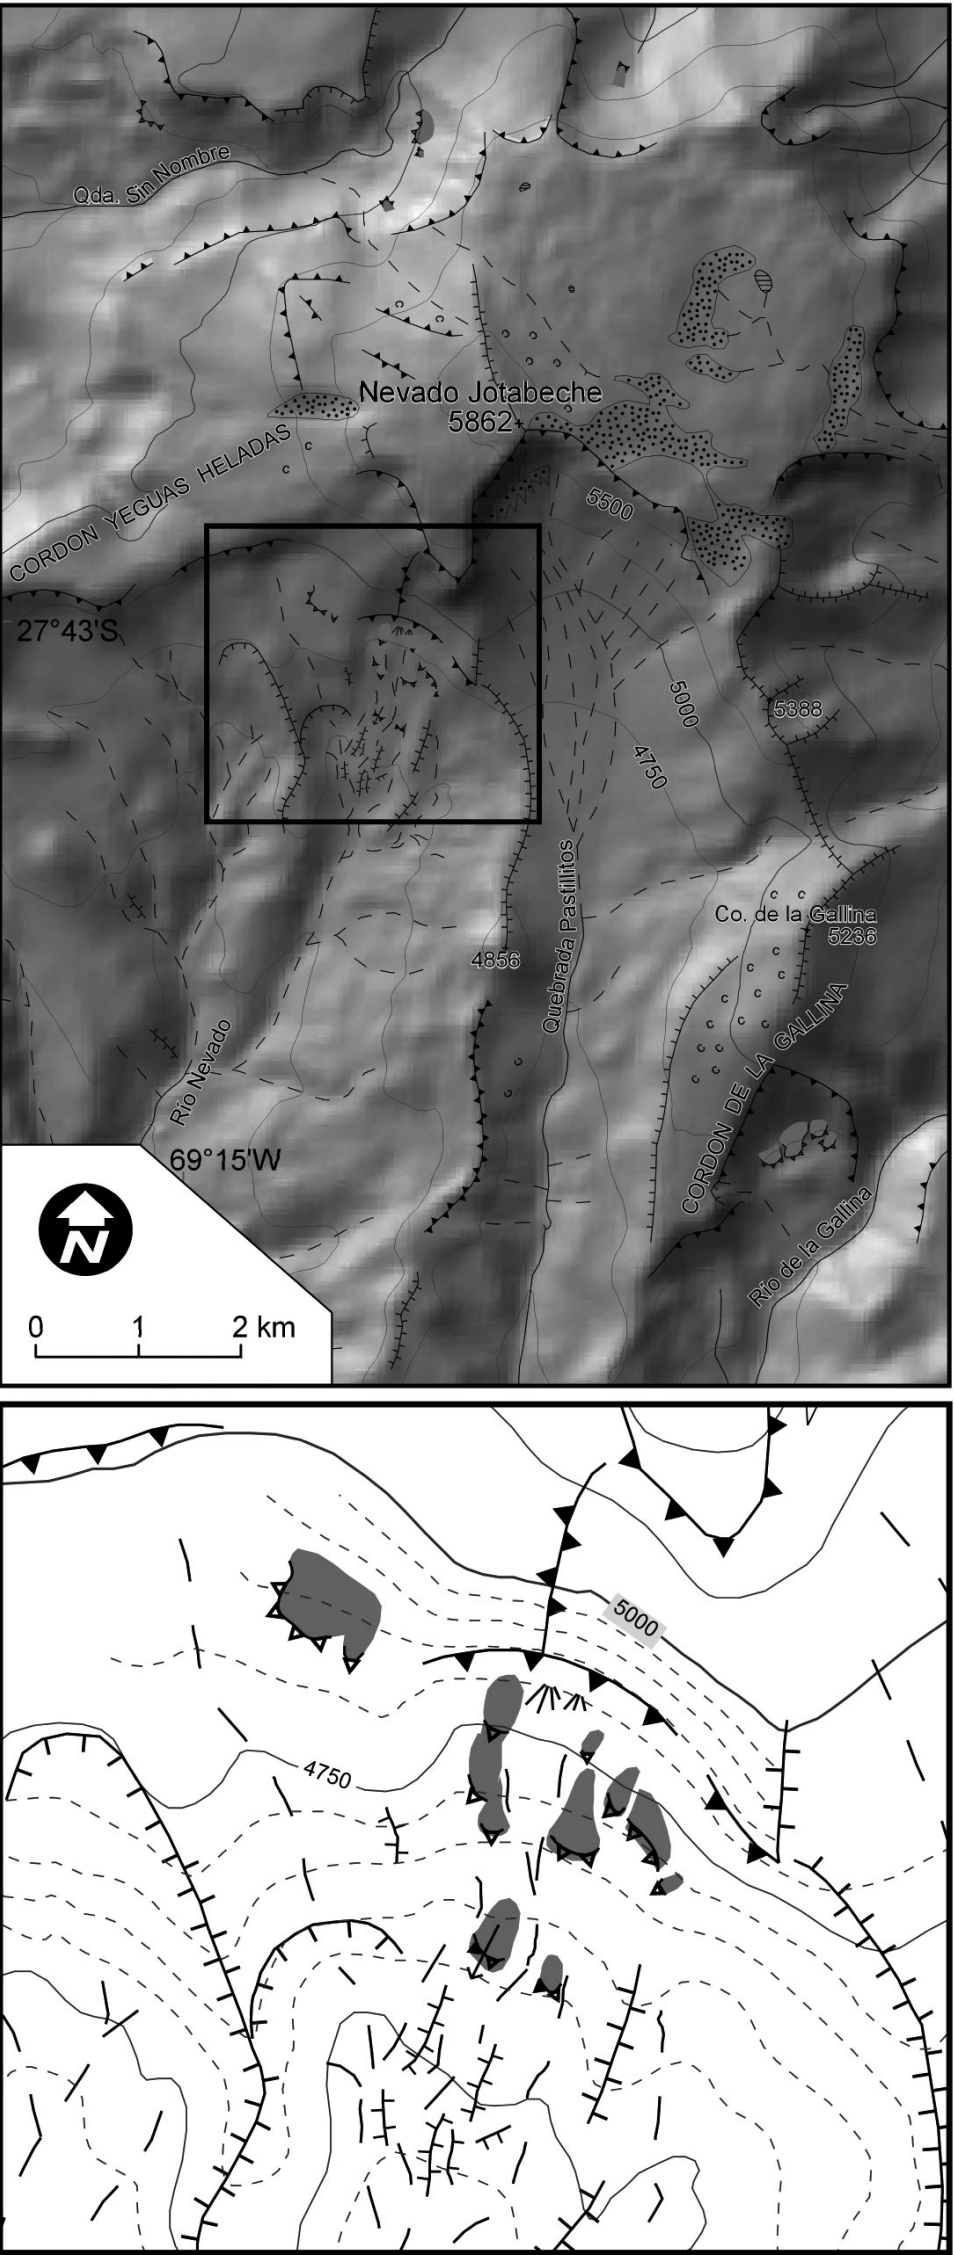 Qda. Sin Nombre
Nevado Jotabeche
5862
CORDON YEGUAS HELADAS
5500
27°43'S
5000
5388
4750
Quebrada Pastillitos
Co. de la Gallina
5236
4856
CORDON DE LA GALLINA
Río Nevado
69°15'W
Río de la Gallina
N
0 1 2 km
5000
4750